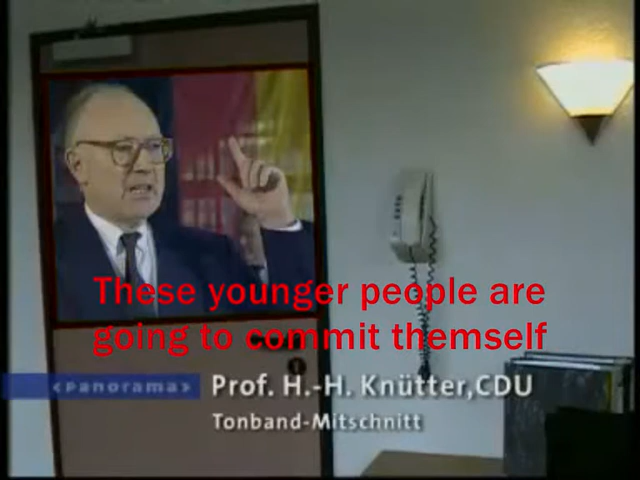 These younger people are
going to commit themself
<panorama> Prof. H.-H. Knütter,CDU
Tonband-Mitschnitt